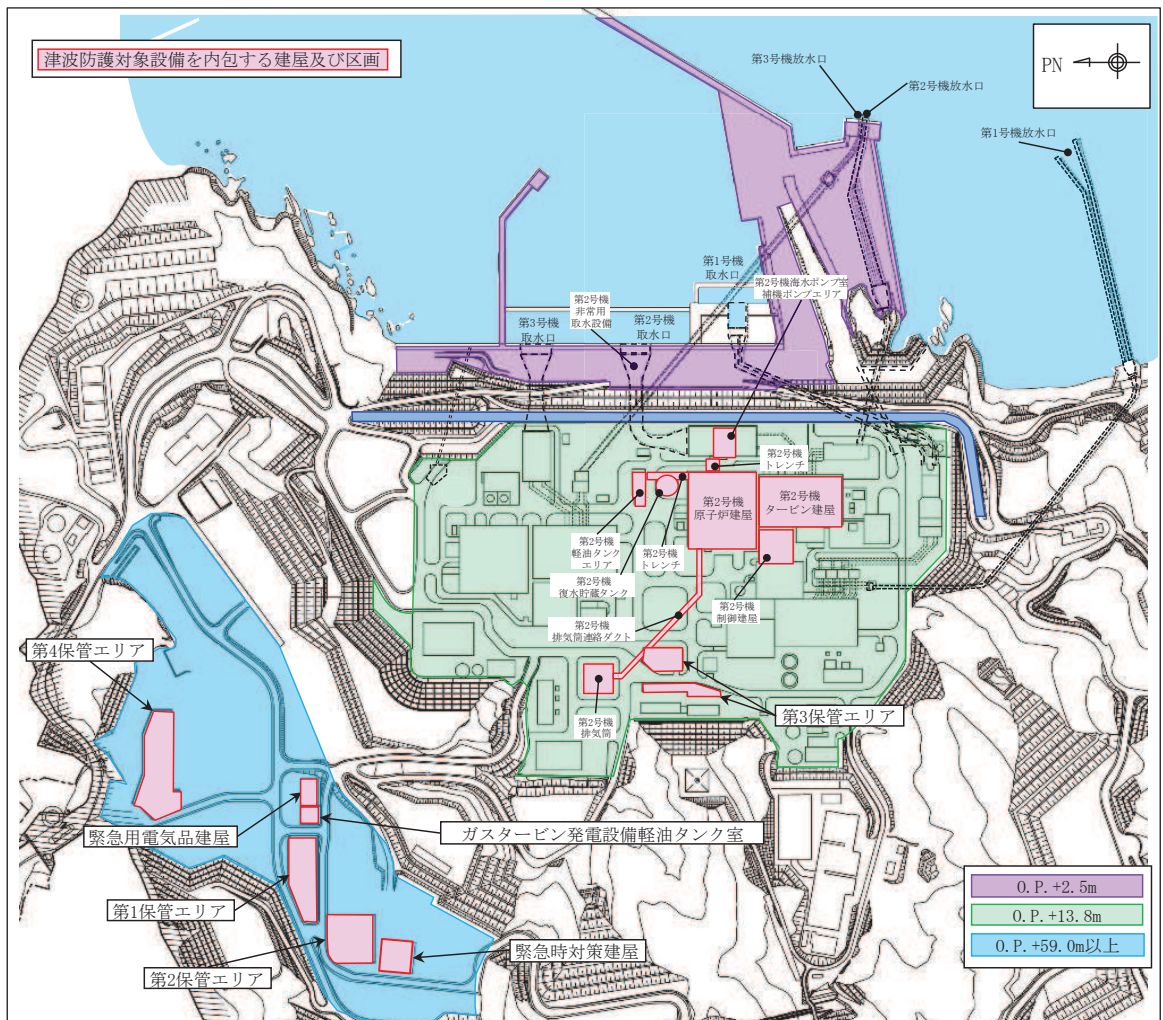 津波防護対象設備を内包する建屋及び区画
PN
第3号機放水口
第2号機放水口
第1号機放水口
第1号機
取水口
第2号機海水ポンプ室
補機ポンプエリア
第2号機
非常用
取水設備
第3号機
取水口
第2号機
取水口
第2号機
トレンチ
第2号機
原子炉建屋
第2号機
タービン建屋
第2号機
軽油タンク
エリア
第2号機
トレンチ
第2号機
復水貯蔵タンク
第2号機
制御建屋
第2号機
排気筒連絡ダクト
第4保管エリア
第3保管エリア
第2号機
排気筒
緊急用電気品建屋
ガスタービン発電設備軽油タンク室
第1保管エリア
第2保管エリア
緊急時対策建屋
O.P.+2.5m
O.P.+13.8m
O.P.+59.0m以上